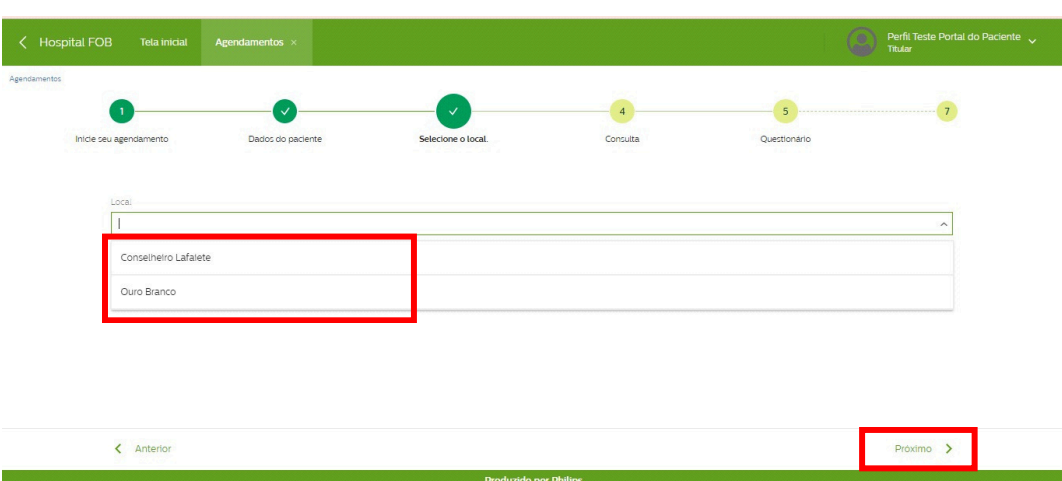 Hospital FOB Tela inicial Agendamentos × Perfil Teste Portal do Paciente
Titular
Agendamentos
1 4 5 7
Inicie seu agendamento Dados do paciente Selecione o local. Consulta Questionário
Local
Conselheiro Lafaiete
Ouro Branco
Anterior Próximo
Produzido por Philips